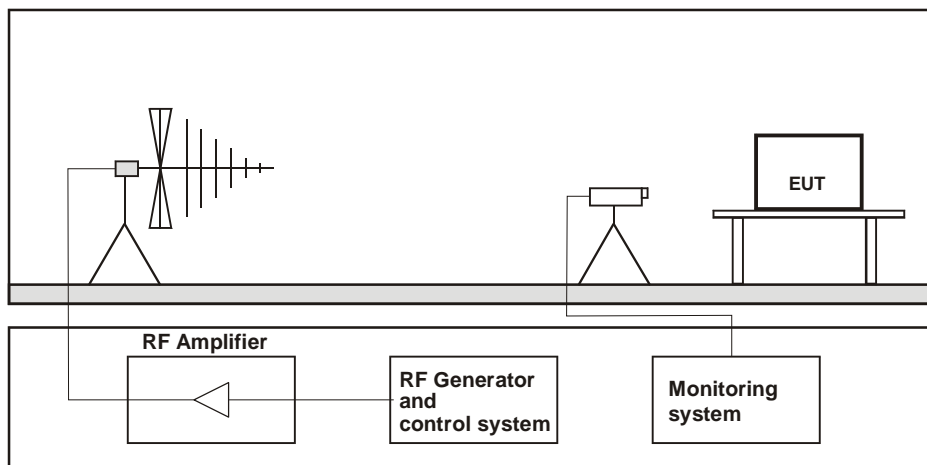 EUT
RF Amplifier
RF Generator
and
control system
Monitoring
system